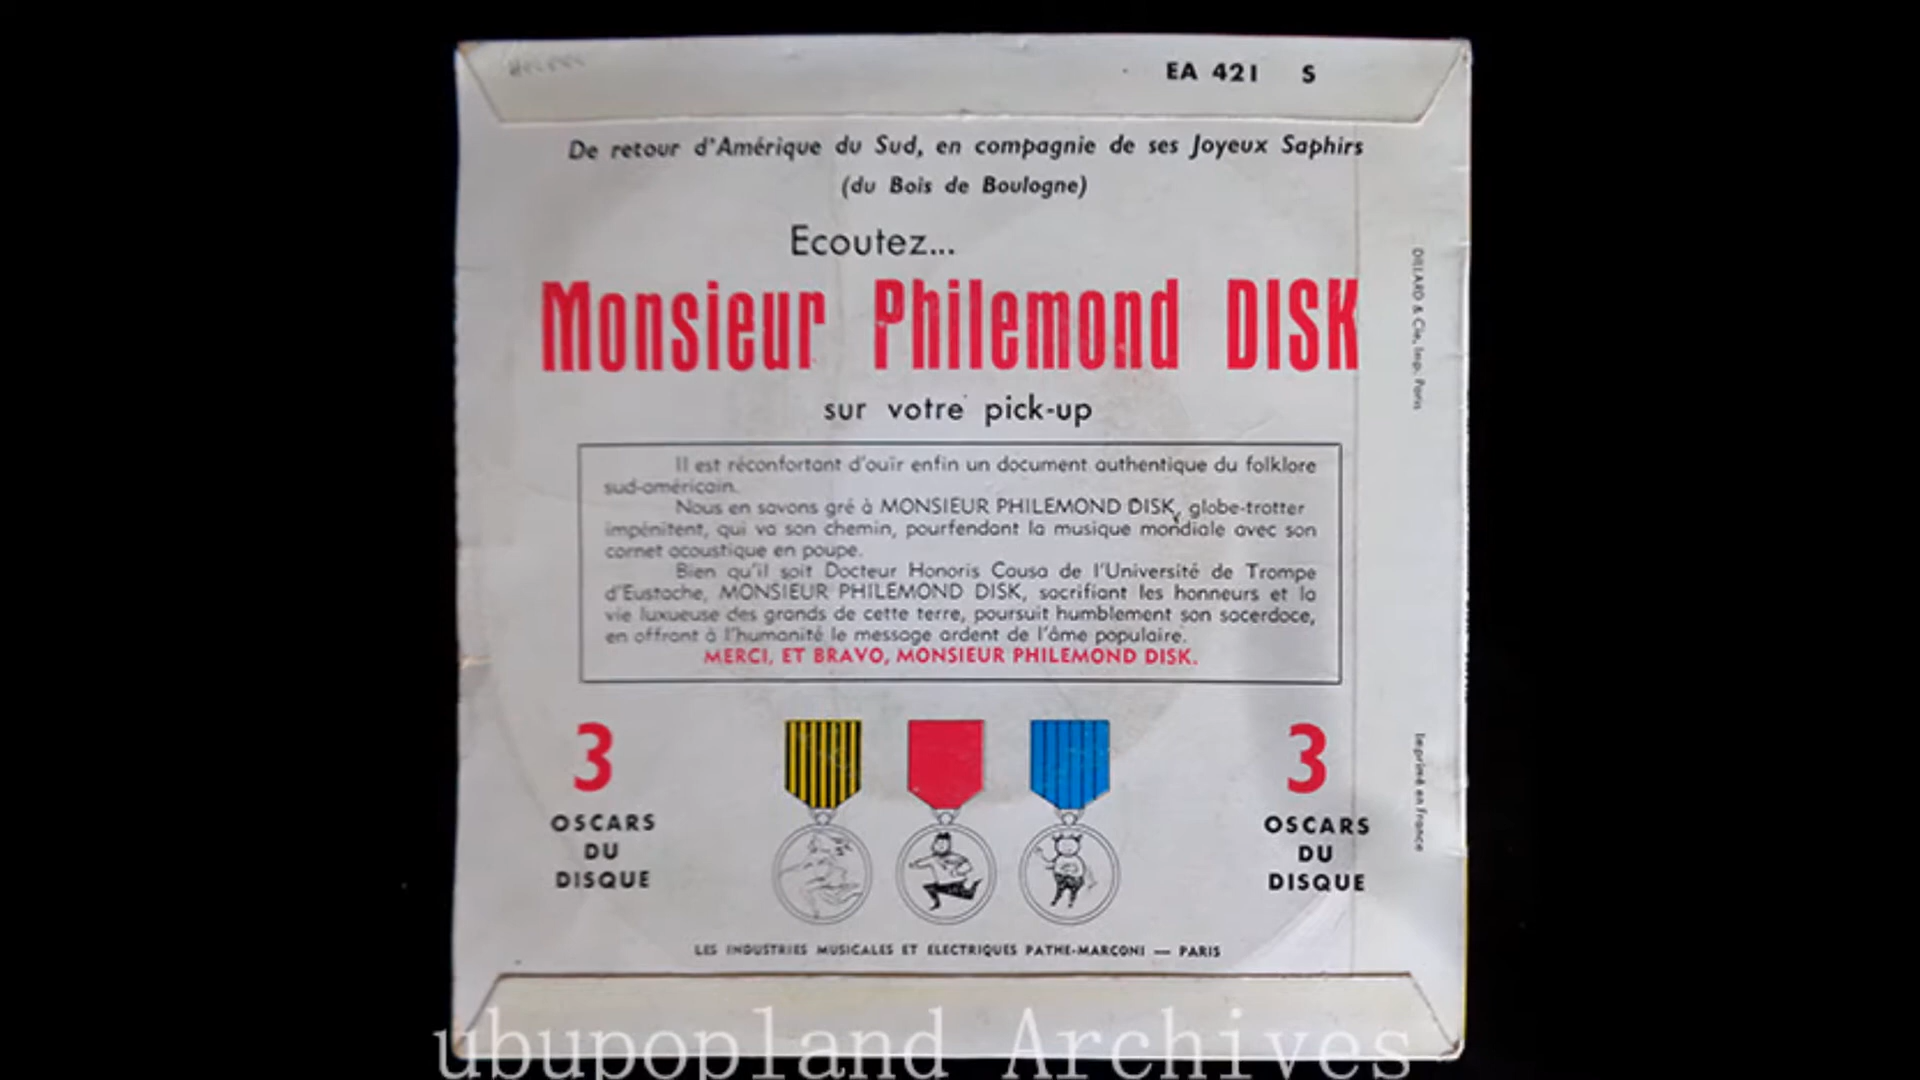 EA 421 S
De retour d'Amérique du Sud, en compagnie de ses Joyeux Saphirs
(du Bois de Boulogne)
Ecoutez...
Monsieur Philemond DISK
sur votre pick-up
Il est réconfortant d'ouïr enfin un document authentique du folklore
sud-américain.
Nous en savons gré à MONSIEUR PHILEMOND DISK, globe-trotter
impénitent, qui va son chemin, pourfendant la musique mondiale avec son
cornet acoustique en poupe.
Bien qu'il soit Docteur Honoris Causa de l'Université de Trompe
d'Eustache, MONSIEUR PHILEMOND DISK, sacrifiant les honneurs et la
vie luxueuse des grands de cette terre, poursuit humblement son sacerdoce,
en offrant à l'humanité le message ardent de l'âme populaire.
MERCI, ET BRAVO, MONSIEUR PHILEMOND DISK.
3
OSCARS
DU
DISQUE
3
OSCARS
DU
DISQUE
LES INDUSTRIES MUSICALES ET ELECTRIQUES PATHE-MARCONI — PARIS
DILLARD & Cie, Imp. Paris
Imprimé en France
ubupopland Archives